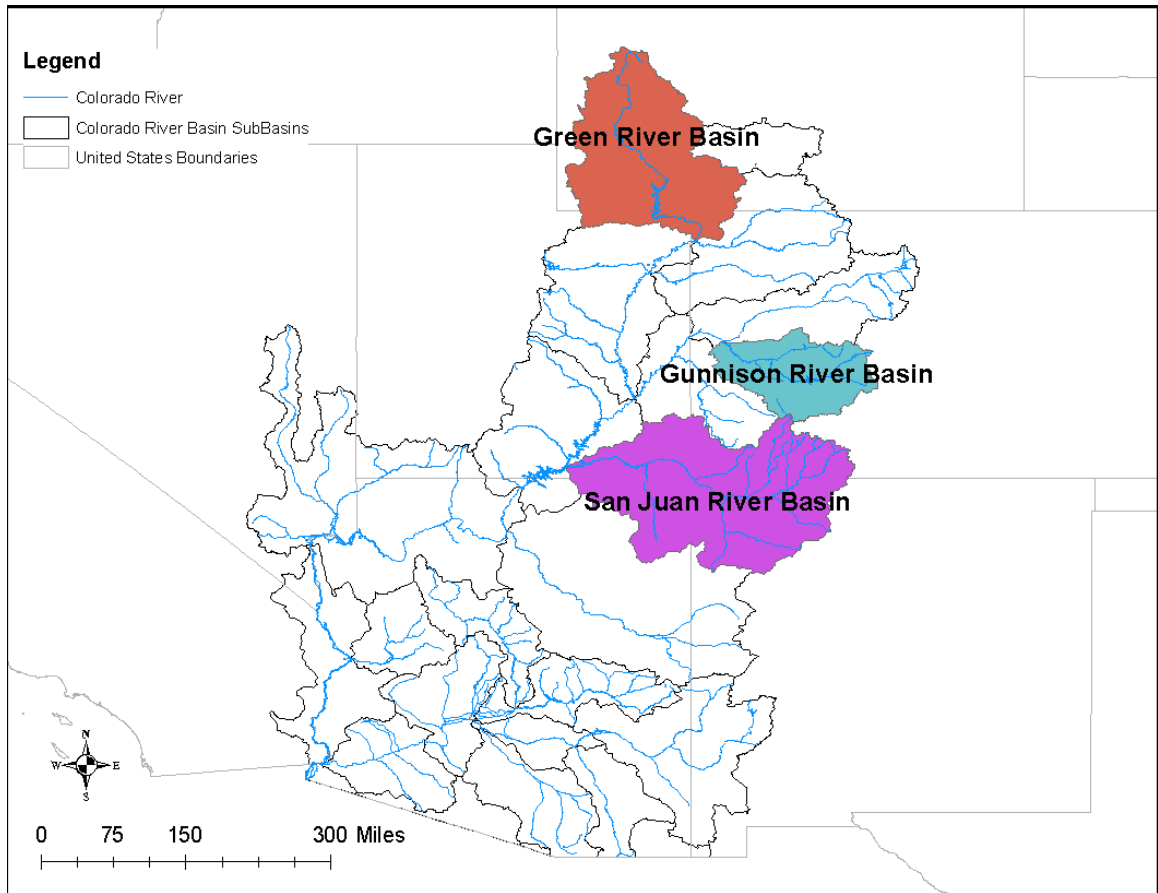 Legend
Colorado River
Colorado River Basin SubBasins
United States Boundaries
Green River Basin
Gunnison River Basin
San Juan River Basin
N
W E
S
0 75 150 300 Miles